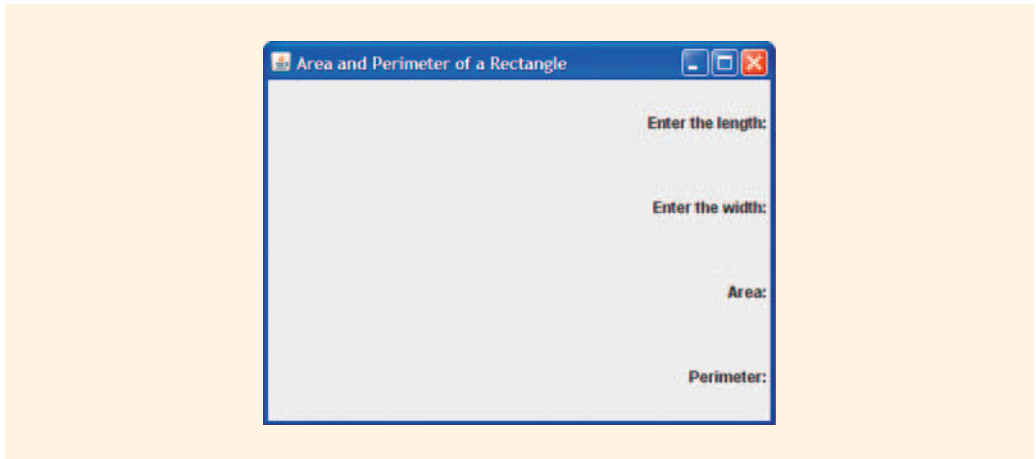 Area and Perimeter of a Rectangle
Enter the length:
Enter the width:
Area:
Perimeter: